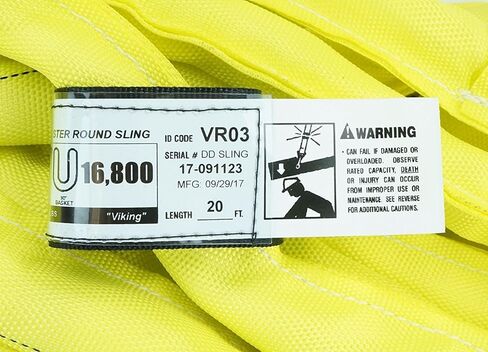 STER ROUND SLING
16,800
90°
BASKET
SS
"Viking"
ID CODE VR03
SERIAL # DD SLING
17-091123
MFG 09/29/17
LENGTH 20 FT.
WARNING
• CAN FAIL IF DAMAGED OR
OVERLOADED. OBSERVE
RATED CAPACITY, DEATH
OR INJURY CAN OCCUR
FROM IMPROPER USE OR
MAINTENANCE SEE REVERSE
FOR ADDITIONAL CAUTIONS.